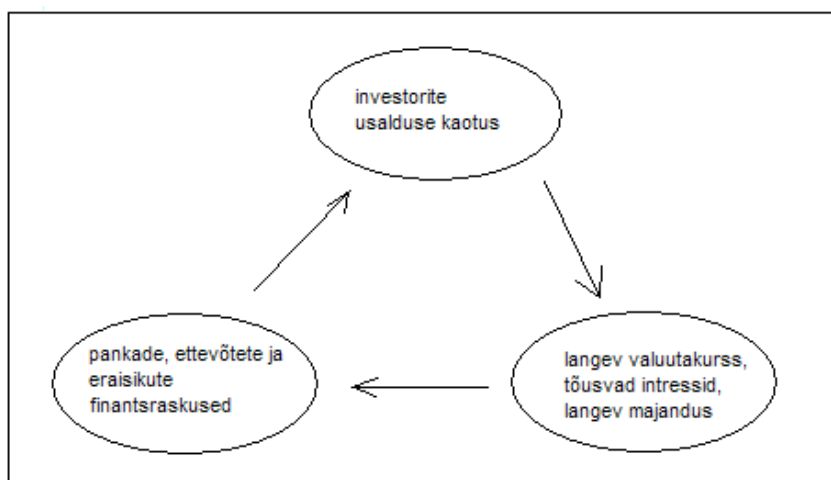 investorite
usalduse kaotus
langev valuutakurss,
tõusvad intressid,
langev majandus
pankade, ettevõtete ja
eraisikute
finantsraskused